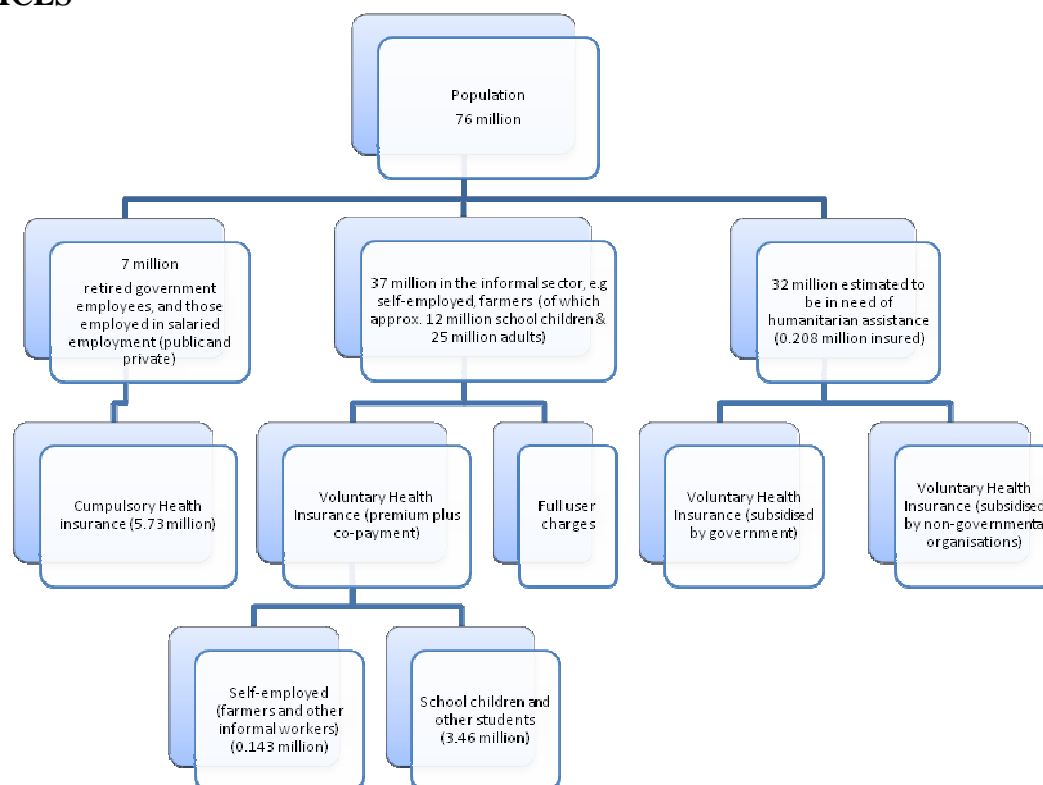 Population
76 million
7 million
retired government
employees, and those
employed in salaried
employment (public and
private)
37 million in the informal sector, e.g
self-employed, farmers (of which
approx. 12 million school children &
25 million adults)
32 million estimated to
be in need of
humanitarian assistance
(0.208 million insured)
Cumpulsory Health
insurance (5.73 million)
Voluntary Health
Insurance (premium plus
co-payment)
Full user
charges
Voluntary Health
Insurance (subsidised
by government)
Voluntary Health
Insurance (subsidised
by non-governmenta
organisations)
Self-employed
(farmers and other
informal workers)
(0.143 million)
School children and
other students
(3.46 million)